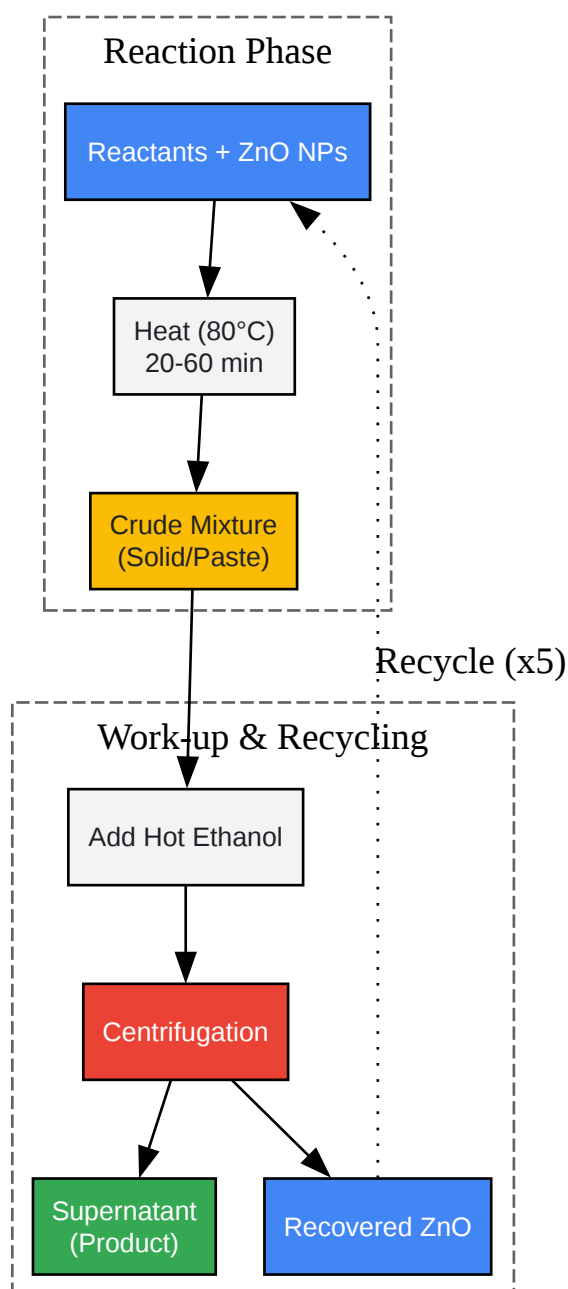 Reaction Phase
Reactants + ZnO NPs
Heat (80°C)
20-60 min
Crude Mixture
(Solid/Paste)
Recycle (x5)
Work-up & Recycling
Add Hot Ethanol
Centrifugation
Supernatant
(Product)
Recovered ZnO